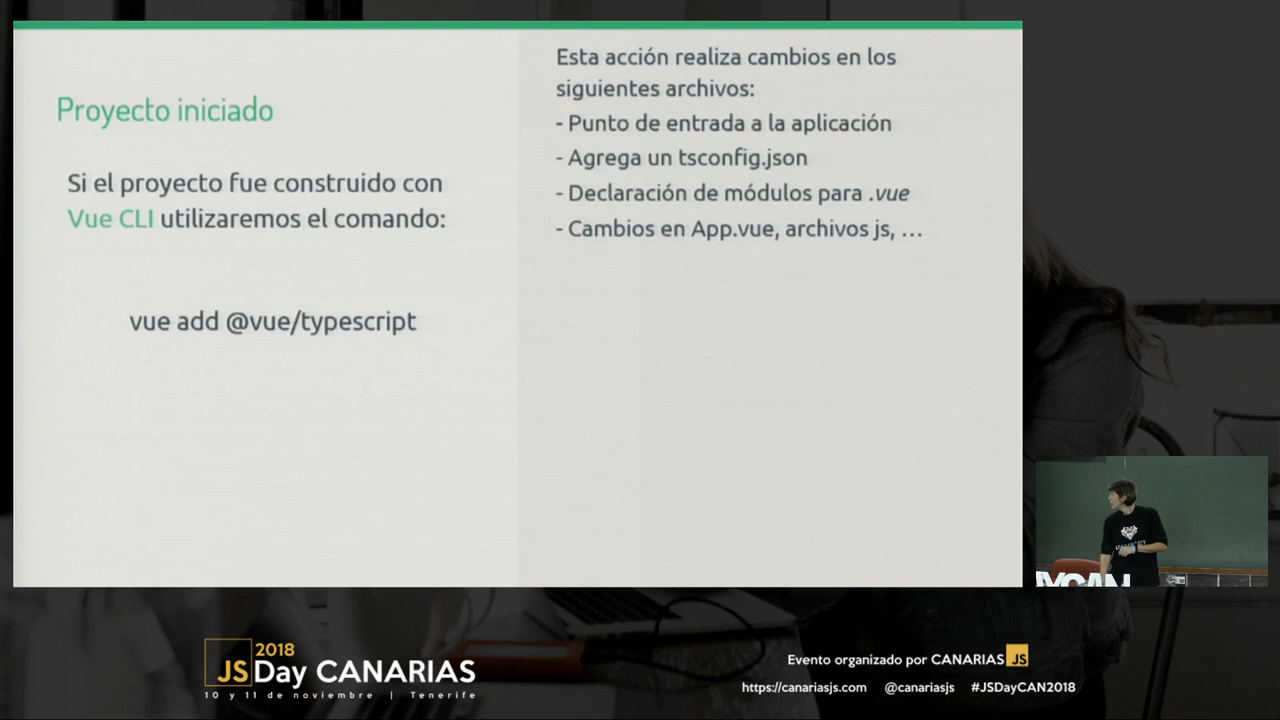 Proyecto iniciado
Si el proyecto fue construido con
Vue CLI utilizaremos el comando:
vue add @vue/typescript
Esta acción realiza cambios en los
siguientes archivos:
- Punto de entrada a la aplicación
- Agrega un tsconfig.json
- Declaración de módulos para .vue
- Cambios en App.vue, archivos js, …
AYCAN
2018
JSDay CANARIAS
10 y 11 de noviembre | Tenerife
Evento organizado por CANARIAS JS
https://canariasjs.com @canariasjs #JSDayCAN2018